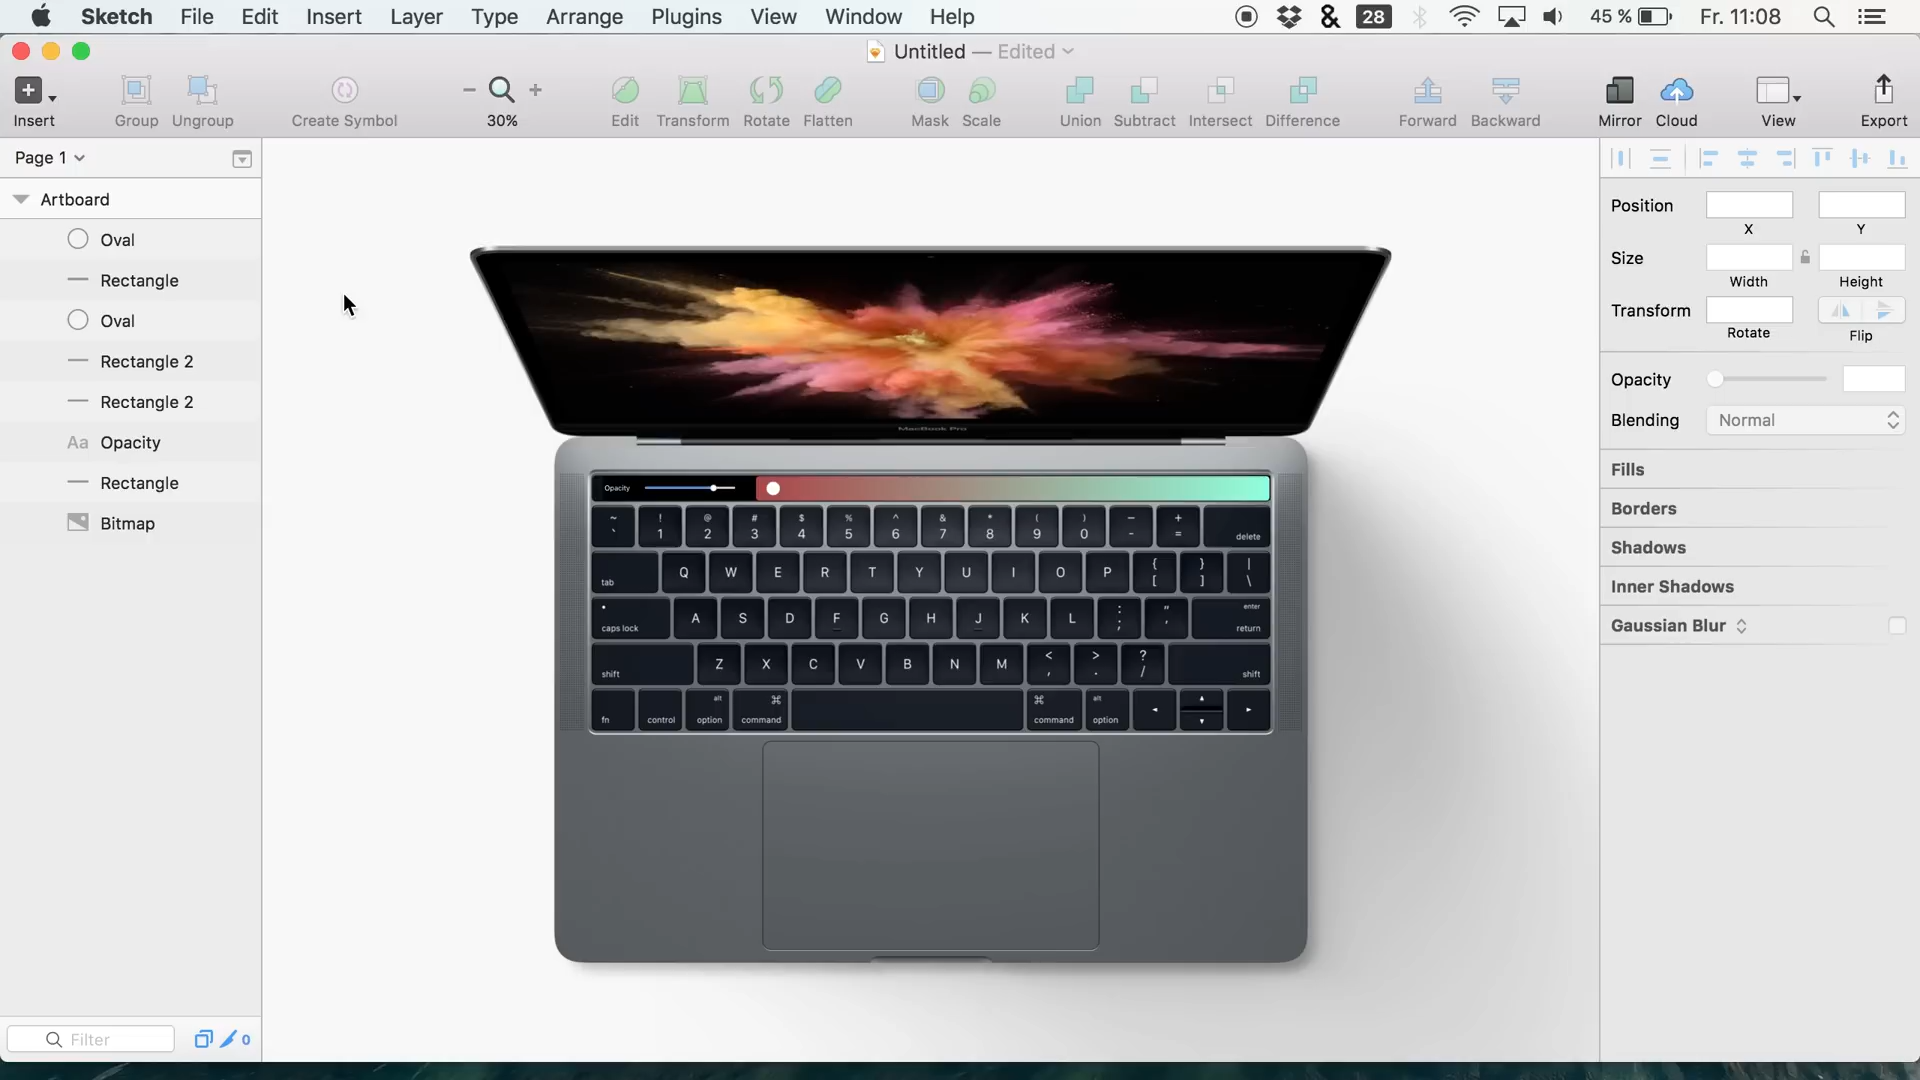 Sketch File Edit Insert Layer Type Arrange Plugins View Window Help 28 45 % Fr. 11:08
Untitled — Edited
Insert Group Ungroup Create Symbol 30% Edit Transform Rotate Flatten Mask Scale Union Subtract Intersect Difference Forward Backward Mirror Cloud View Export
Page 1
Artboard
Oval
Rectangle
Oval
Rectangle 2
Rectangle 2
Aa Opacity
Rectangle
Bitmap
Filter 0
MacBook Pro
Opacity
~ ! @ # $ % ^ & * ( ) — +
` 1 2 3 4 5 6 7 8 9 0 - = delete
tab Q W E R T Y U I O P { [ } ] | \
caps lock A S D F G H J K L : ; " ' enter return
shift Z X C V B N M < , > . ? / shift
fn control alt option ⌘ command ⌘ command alt option
Position
X Y
Size
Width Height
Transform
Rotate Flip
Opacity
Blending Normal
Fills
Borders
Shadows
Inner Shadows
Gaussian Blur